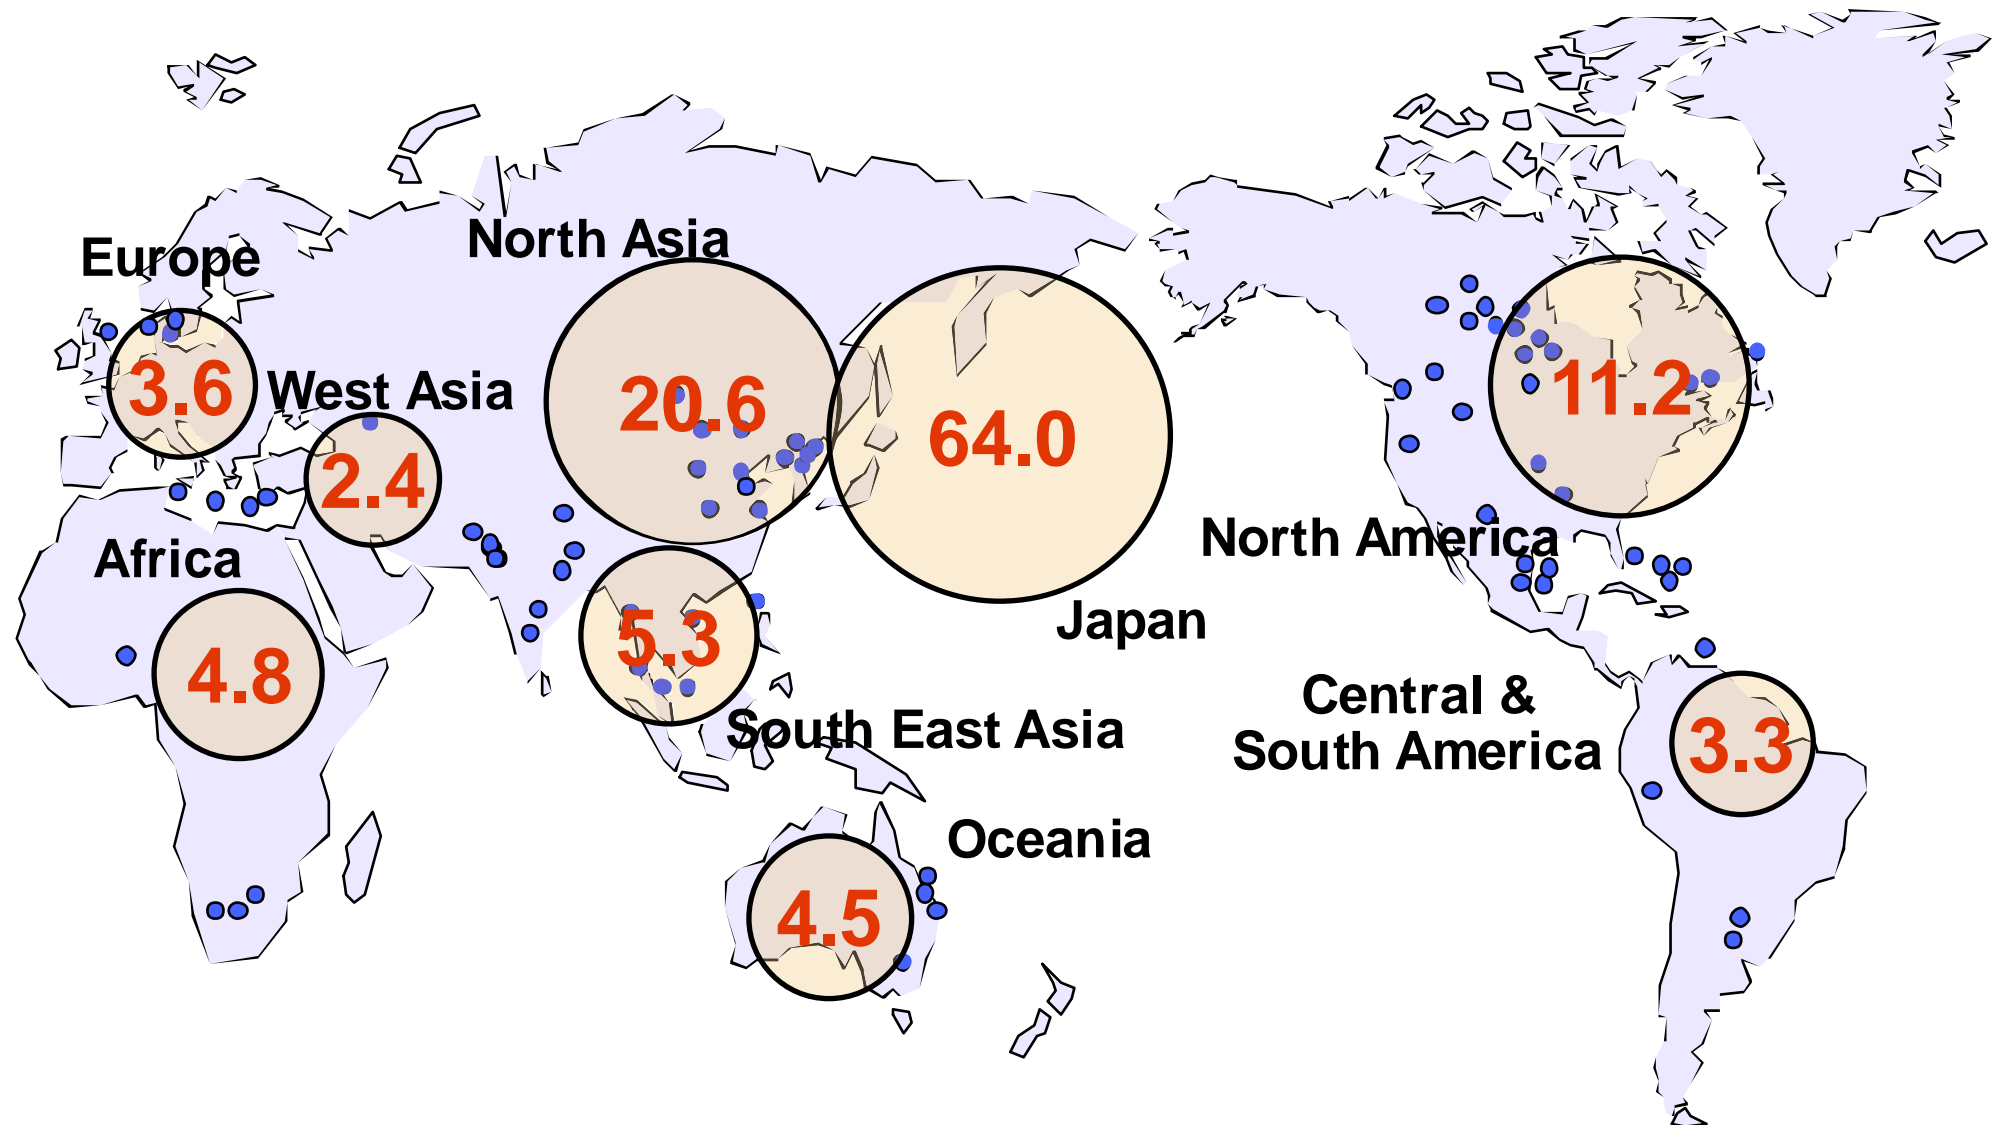 North Asia
Europe
3.6
West Asia
20.6
64.0
11.2
2.4
North America
Africa
4.8
5.3
Japan
South East Asia
Central &
South America
3.3
Oceania
4.5